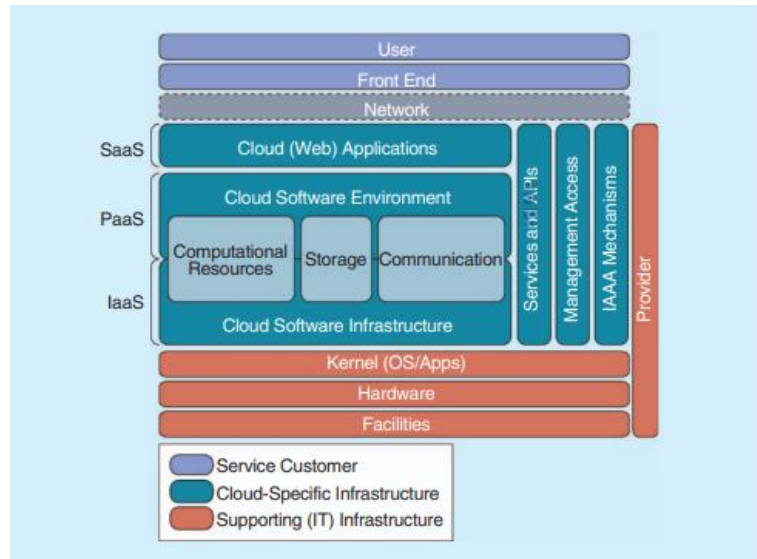 User
Front End
Network
SaaS
Cloud (Web) Applications
PaaS
Cloud Software Environment
Computational
Resources
Storage
Communication
IaaS
Cloud Software Infrastructure
Services and APIs
Management Access
IAAA Mechanisms
Provider
Kernel (OS/Apps)
Hardware
Facilities
Service Customer
Cloud-Specific Infrastructure
Supporting (IT) Infrastructure